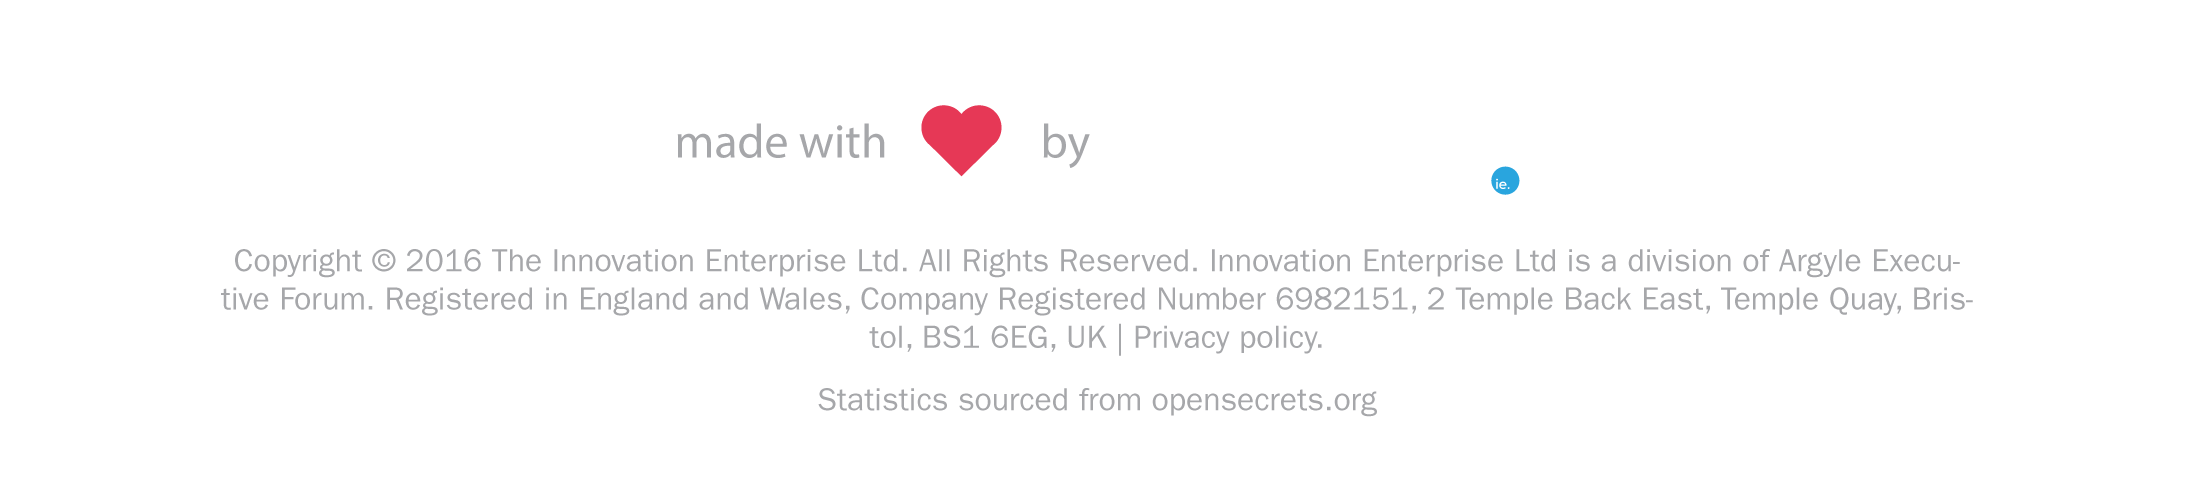 made with by
ie.
Copyright © 2016 The Innovation Enterprise Ltd. All Rights Reserved. Innovation Enterprise Ltd is a division of Argyle Execu-
tive Forum. Registered in England and Wales, Company Registered Number 6982151, 2 Temple Back East, Temple Quay, Bris-
tol, BS1 6EG, UK | Privacy policy.
Statistics sourced from opensecrets.org